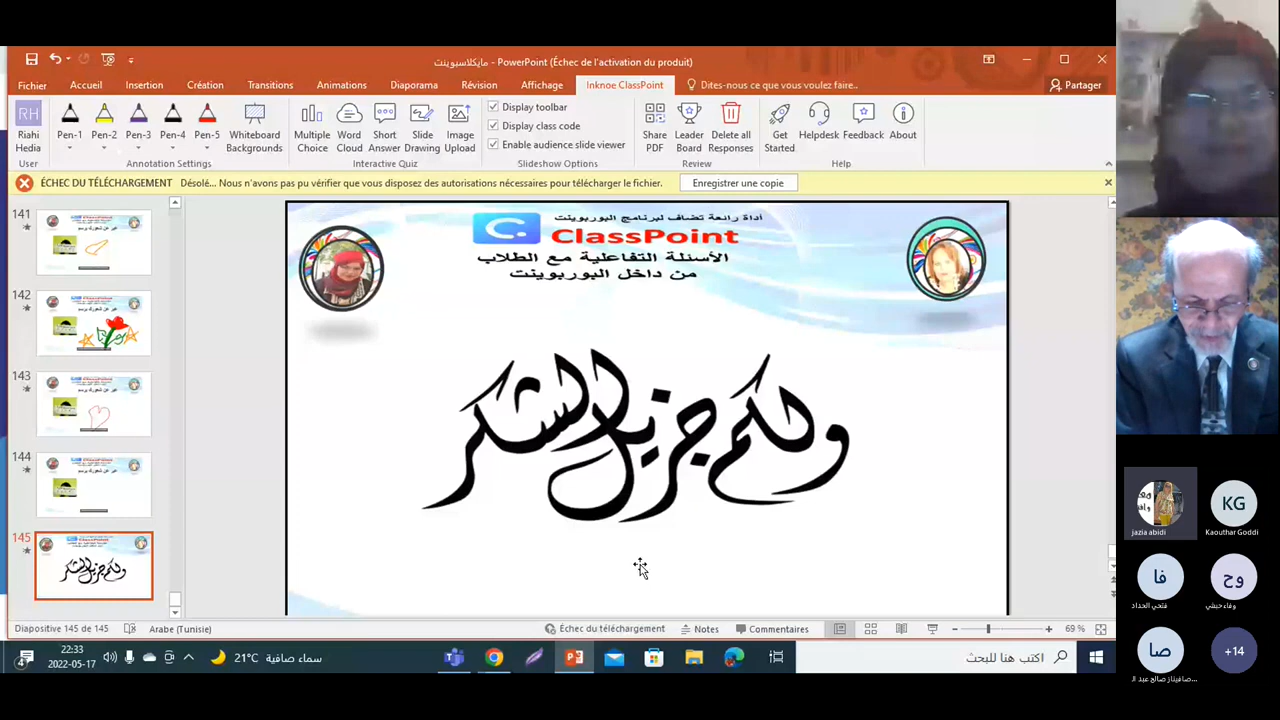 مايكلاسبوينت - PowerPoint (Échec de l'activation du produit)
Fichier Accueil Insertion Création Transitions Animations Diaporama Révision Affichage Inknoe ClassPoint Dites-nous ce que vous voulez faire.. Partager
RH
Riahi Media
User
Pen-1 Pen-2 Pen-3 Pen-4 Pen-5 Whiteboard Backgrounds
Annotation Settings
Multiple Choice Word Cloud Short Answer Slide Drawing Image Upload
Interactive Quiz
Display toolbar
Display class code
Enable audience slide viewer
Slideshow Options
Share PDF Leader Board Delete all Responses
Review
Get Started Helpdesk Feedback About
Help
ÉCHEC DU TÉLÉCHARGEMENT Désolé... Nous n'avons pas pu vérifier que vous disposez des autorisations nécessaires pour télécharger le fichier. Enregistrer une copie
141
142
143
144
145
أداة رائعة تضاف لبرنامج البوربوينت
C. ClassPoint
الأسئلة التفاعلية مع الطلاب
من داخل البوربوينت
ولكم جزيل الشكر
Diapositive 145 de 145 Arabe (Tunisie) Échec du téléchargement Notes Commentaires 69 %
22:33
2022-05-17
4
21°C سماء صافية
اكتب هنا للبحث
jazia abidi
KG
Kaouthar Goddi
فا
فتحي الحداد
وح
وفاء حبشي
صا
صافيناز صالح عبد ال...
+14